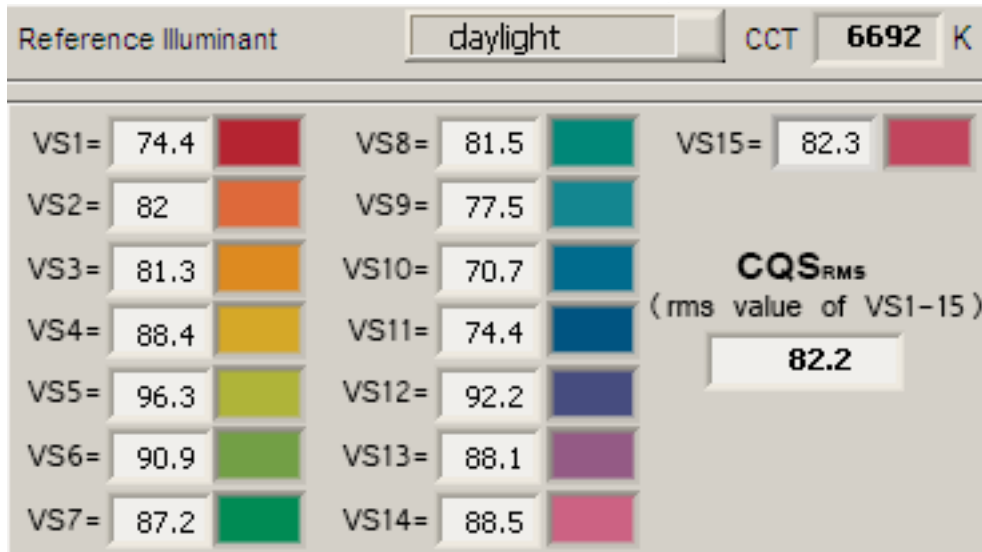 Reference Illuminant daylight CCT 6692 K
VS1= 74.4 VS8= 81.5 VS15= 82.3
VS2= 82 VS9= 77.5
VS3= 81.3 VS10= 70.7 CQSRMS
VS4= 88.4 VS11= 74.4 (rms value of VS1-15)
VS5= 96.3 VS12= 92.2 82.2
VS6= 90.9 VS13= 88.1
VS7= 87.2 VS14= 88.5